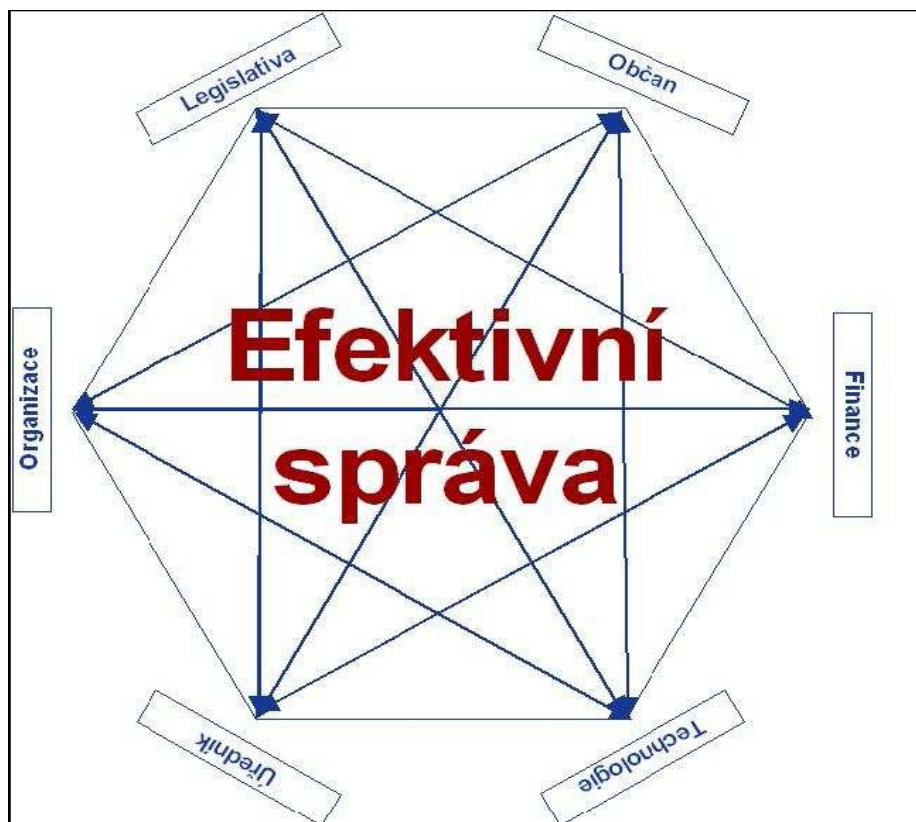 Legislativa
Občan
Organizace
Efektivní
správa
Finance
Úředník
Technologie